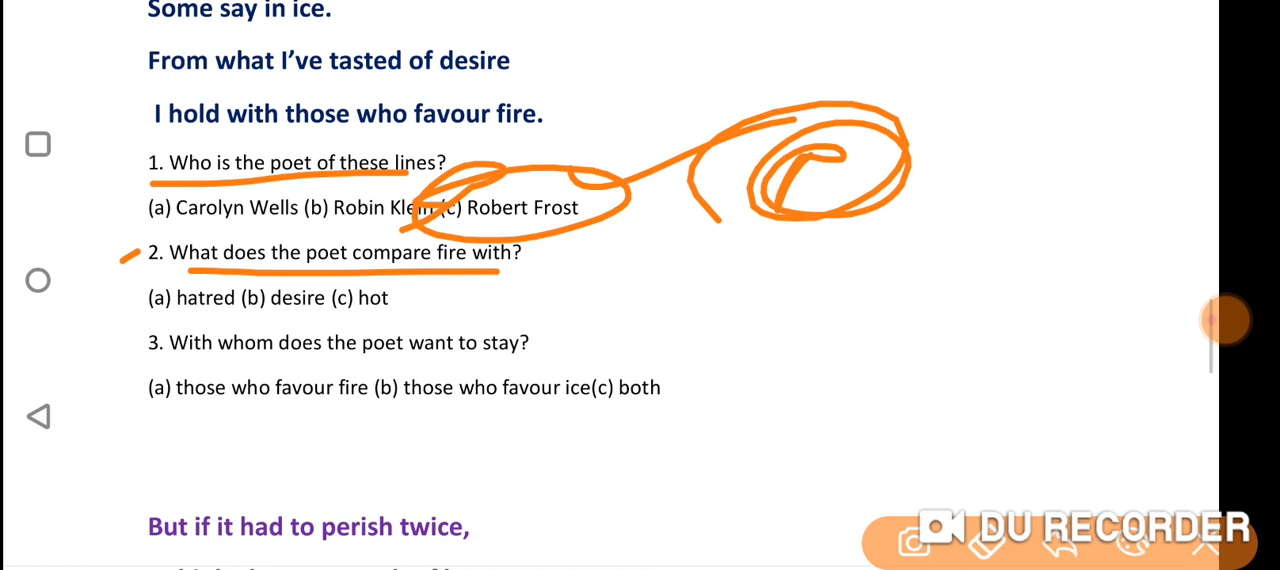 Some say in ice.
From what I've tasted of desire
I hold with those who favour fire.
1. Who is the poet of these lines?
(a) Carolyn Wells (b) Robin Klein (c) Robert Frost
2. What does the poet compare fire with?
(a) hatred (b) desire (c) hot
3. With whom does the poet want to stay?
(a) those who favour fire (b) those who favour ice(c) both
But if it had to perish twice,
DU RECORDER